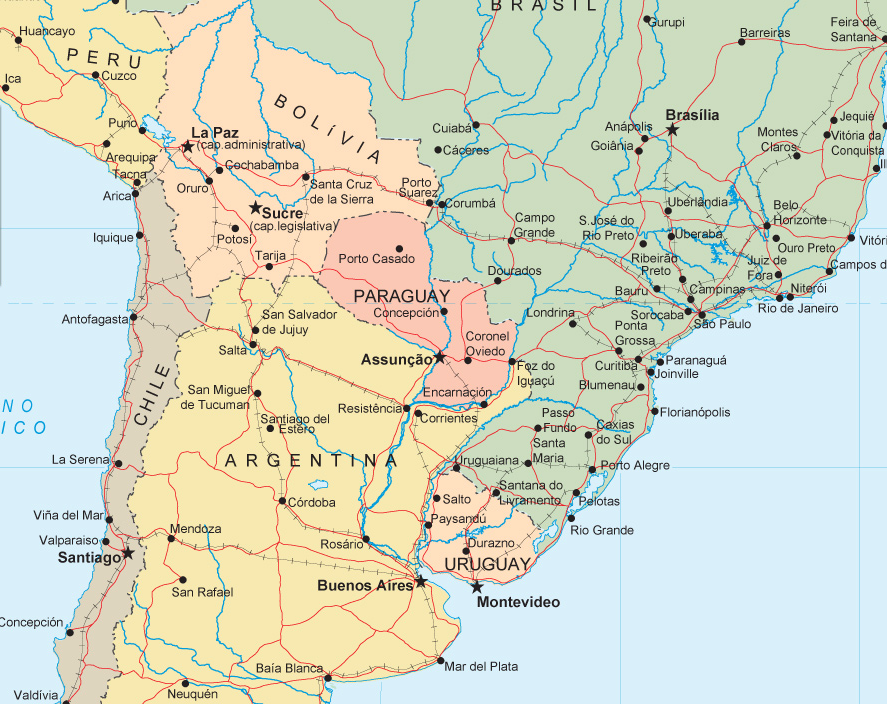 BRASIL
Huancayo
Gurupi
Feira de
Santana
Barreiras
PERU
Cuzco
Ica
BOLíVIA
Brasília
Jequié
Puno
La Paz
(cap.administrativa)
Cuiabá
Anápolis
Goiânia
Montes
Claros
Vitória da
Conquista
Cáceres
Arequipa
Cochabamba
Tacna
Oruro
Santa Cruz
de la Sierra
Porto
Suarez
Corumbá
Arica
Sucre
(cap.legislativa)
Uberlândia
Belo
Horizonte
Campo
Grande
S.José do
Rio Preto
Iquique
Potosí
Uberaba
Ouro Preto
Tarija
Porto Casado
Ribeirão
Preto
Juiz de
Fora
Dourados
Bauru
Campinas
Niterói
PARAGUAY
Concepción
Antofagasta
San Salvador
de Jujuy
Londrina
Sorocaba
São Paulo
Rio de Janeiro
Ponta
Grossa
Coronel
Oviedo
Salta
Assunção
Foz do
Iguaçú
Curitiba
Paranaguá
Joinville
CHILE
San Miguel
de Tucuman
Encarnación
Blumenau
Resistência
Corrientes
Passo
Fundo
Florianópolis
Santiago del
Estero
Caxias
do Sul
Santa
Maria
La Serena
ARGENTINA
Uruguaiana
Porto Alegre
Santana do
Livramento
Salto
Pelotas
Córdoba
Viña del Mar
Paysandú
Rio Grande
Mendoza
Valparaiso
Rosário
Durazno
Santiago
URUGUAY
San Rafael
Buenos Aires
Montevideo
Concepción
Baía Blanca
Mar del Plata
Valdívia
Neuquén